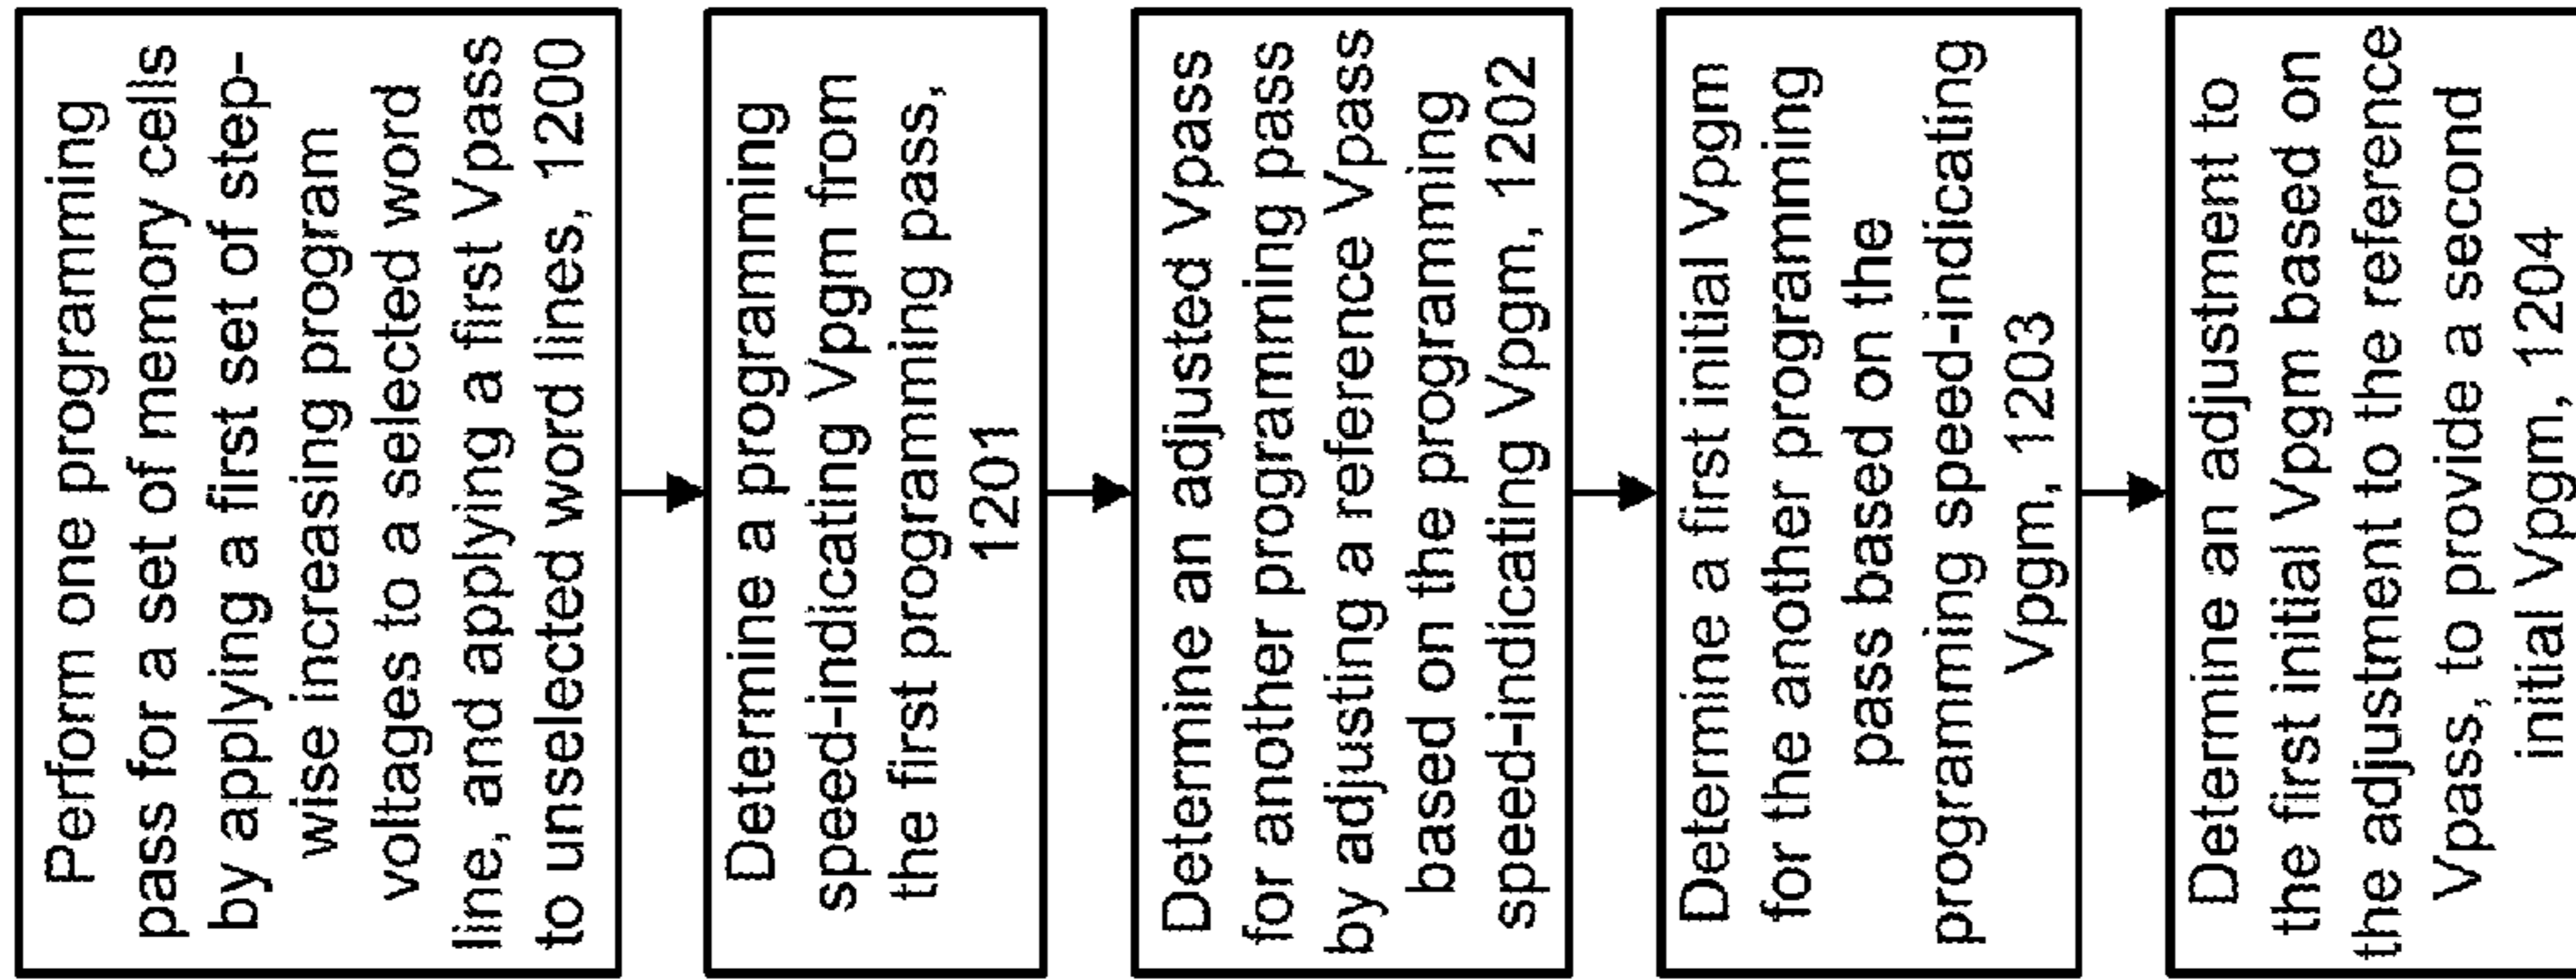 Perform one programming
pass for a set of memory cells
by applying a first set of step-
wise increasing program
voltages to a selected word
line, and applying a first Vpass
to unselected word lines, 1200
Determine a programming
speed-indicating Vpgm from
the first programming pass,
1201
Determine an adjusted Vpass
for another programming pass
by adjusting a reference Vpass
based on the programming
speed-indicating Vpgm, 1202
Determine a first initial Vpgm
for the another programming
pass based on the
programming speed-indicating
Vpgm, 1203
Determine an adjustment to
the first initial Vpgm based on
the adjustment to the reference
Vpass, to provide a second
initial Vpgm, 1204